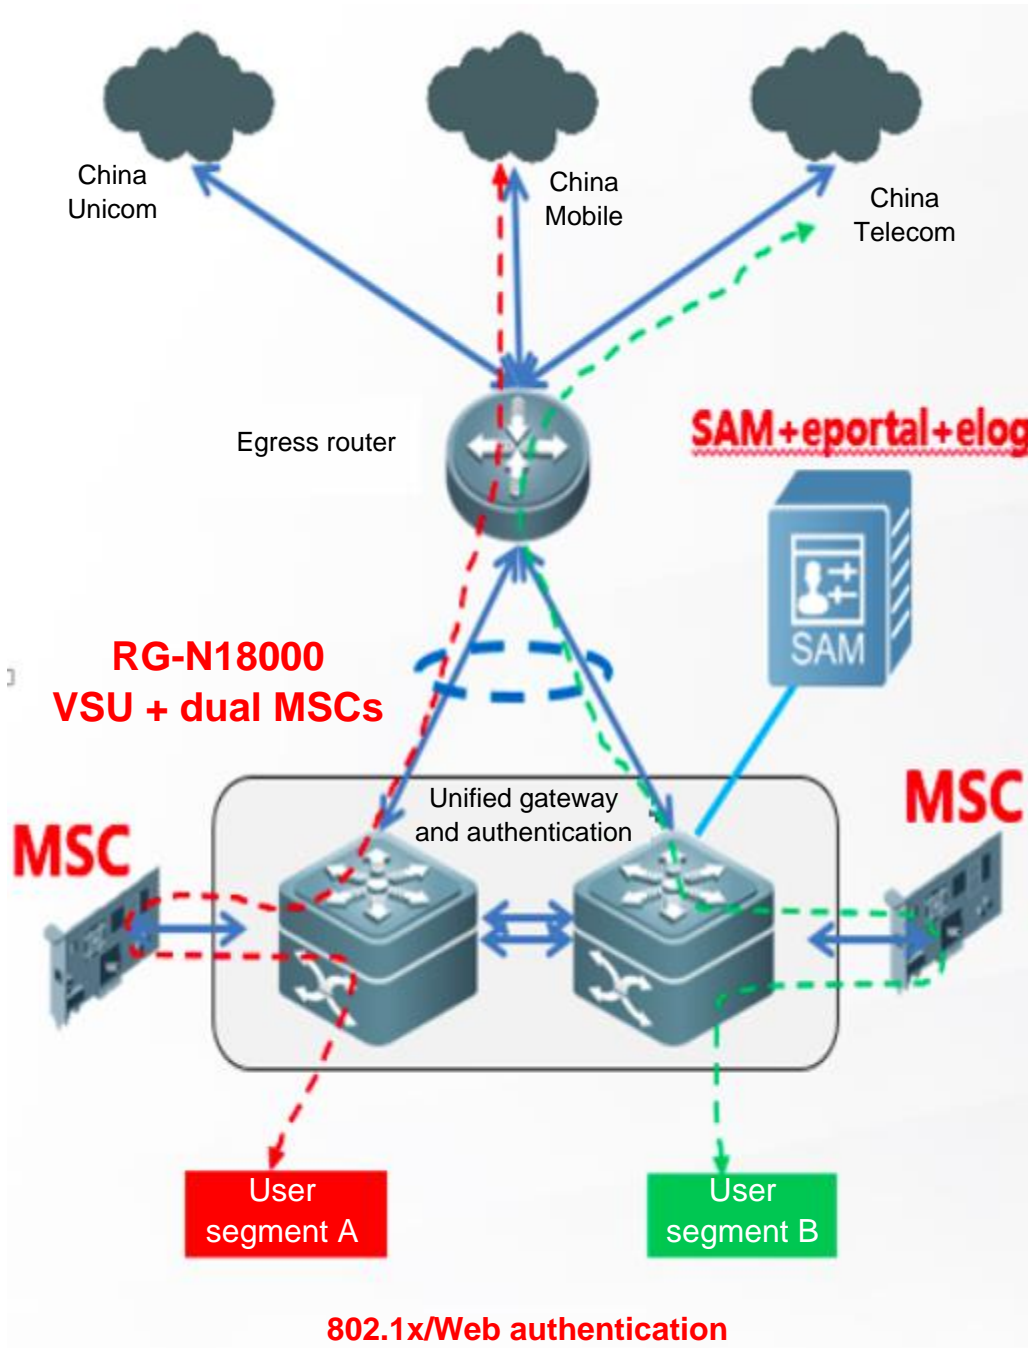 China
Unicom
China
Mobile
China
Telecom
Egress router
SAM+eportal+elog
SAM
RG-N18000
VSU + dual MSCs
Unified gateway
and authentication
MSC
MSC
User
segment A
User
segment B
802.1x/Web authentication